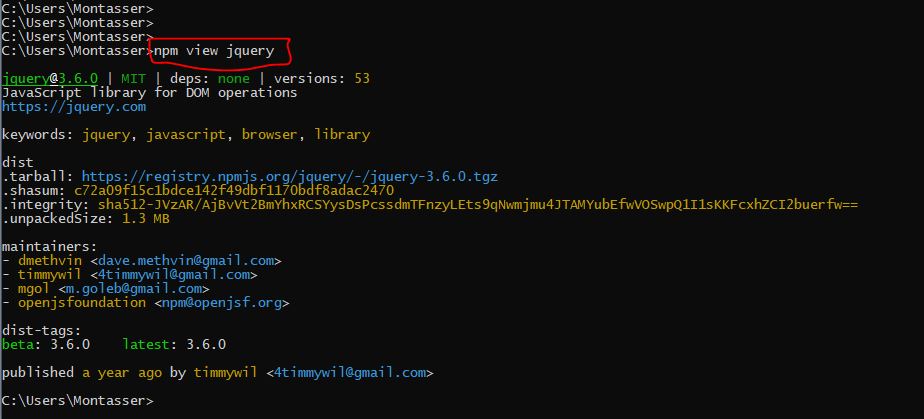 C:\Users\Montasser>
C:\Users\Montasser>
C:\Users\Montasser>
C:\Users\Montasser>npm view jquery
jquery@3.6.0 | MIT | deps: none | versions: 53
JavaScript library for DOM operations
https://jquery.com
keywords: jquery, javascript, browser, library
dist
.tarball: https://registry.npmjs.org/jquery/-/jquery-3.6.0.tgz
.shasum: c72a09f15c1bdce142f49dbf1170bdf8adac2470
.integrity: sha512-JVzAR/AjBvVt2BmYhxRCSYysDsPcssdmTFnzyLEts9qNwmjmu4JTAMYubEfwVOSwpQ1I1sKKFcxhZCI2buerfw==
.unpackedSize: 1.3 MB
maintainers:
- dmethvin <dave.methvin@gmail.com>
- timmywil <4timmywil@gmail.com>
- mgol <m.goleb@gmail.com>
- openjsfoundation <npm@openjsf.org>
dist-tags:
beta: 3.6.0    latest: 3.6.0
published a year ago by timmywil <4timmywil@gmail.com>
C:\Users\Montasser>